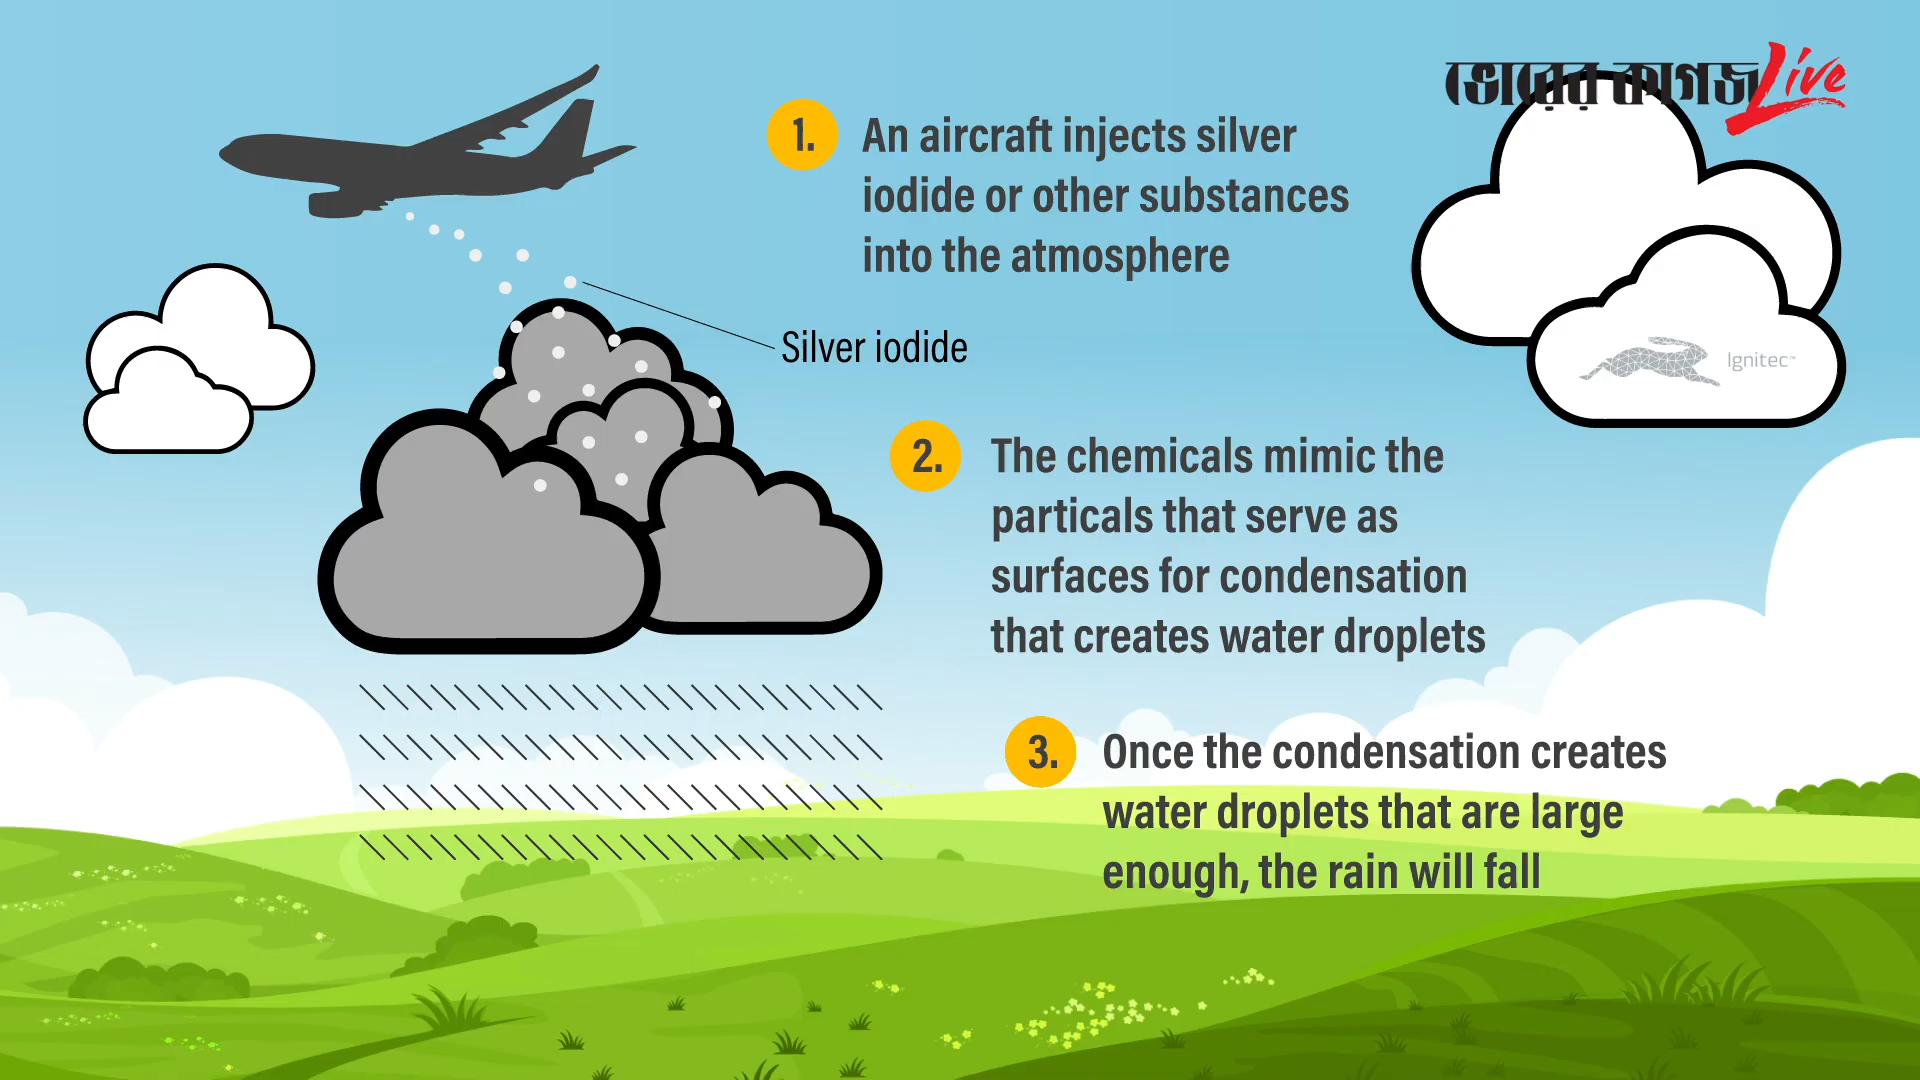 ভোরের কাগজ Live
1. An aircraft injects silver
iodide or other substances
into the atmosphere
Silver iodide
Ignitec™
2. The chemicals mimic the
particals that serve as
surfaces for condensation
that creates water droplets
3. Once the condensation creates
water droplets that are large
enough, the rain will fall